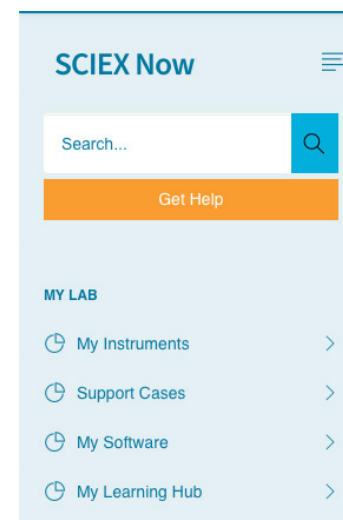 SCIEX Now
Search...
Get Help
MY LAB
My Instruments
Support Cases
My Software
My Learning Hub